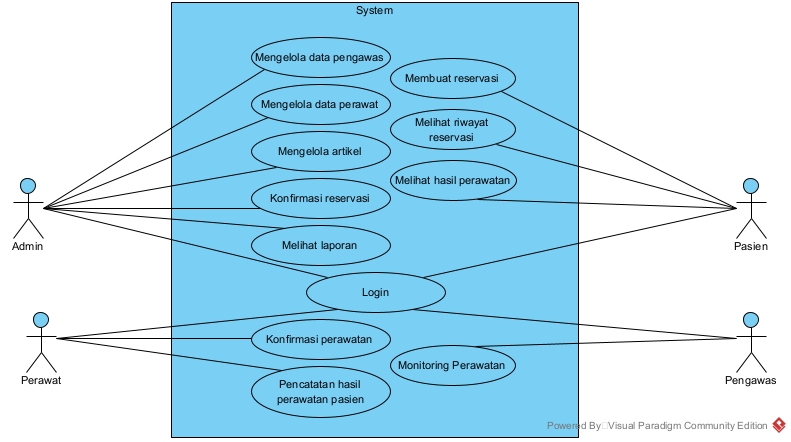 System
Mengelola data pengawas
Membuat reservasi
Mengelola data perawat
Melihat riwayat
reservasi
Mengelola artikel
Melihat hasil perawatan
Konfirmasi reservasi
Admin
Pasien
Melihat laporan
Login
Konfirmasi perawatan
Monitoring Perawatan
Perawat
Pengawas
Pencatatan hasil
perawatan pasien
Powered By Visual Paradigm Community Edition